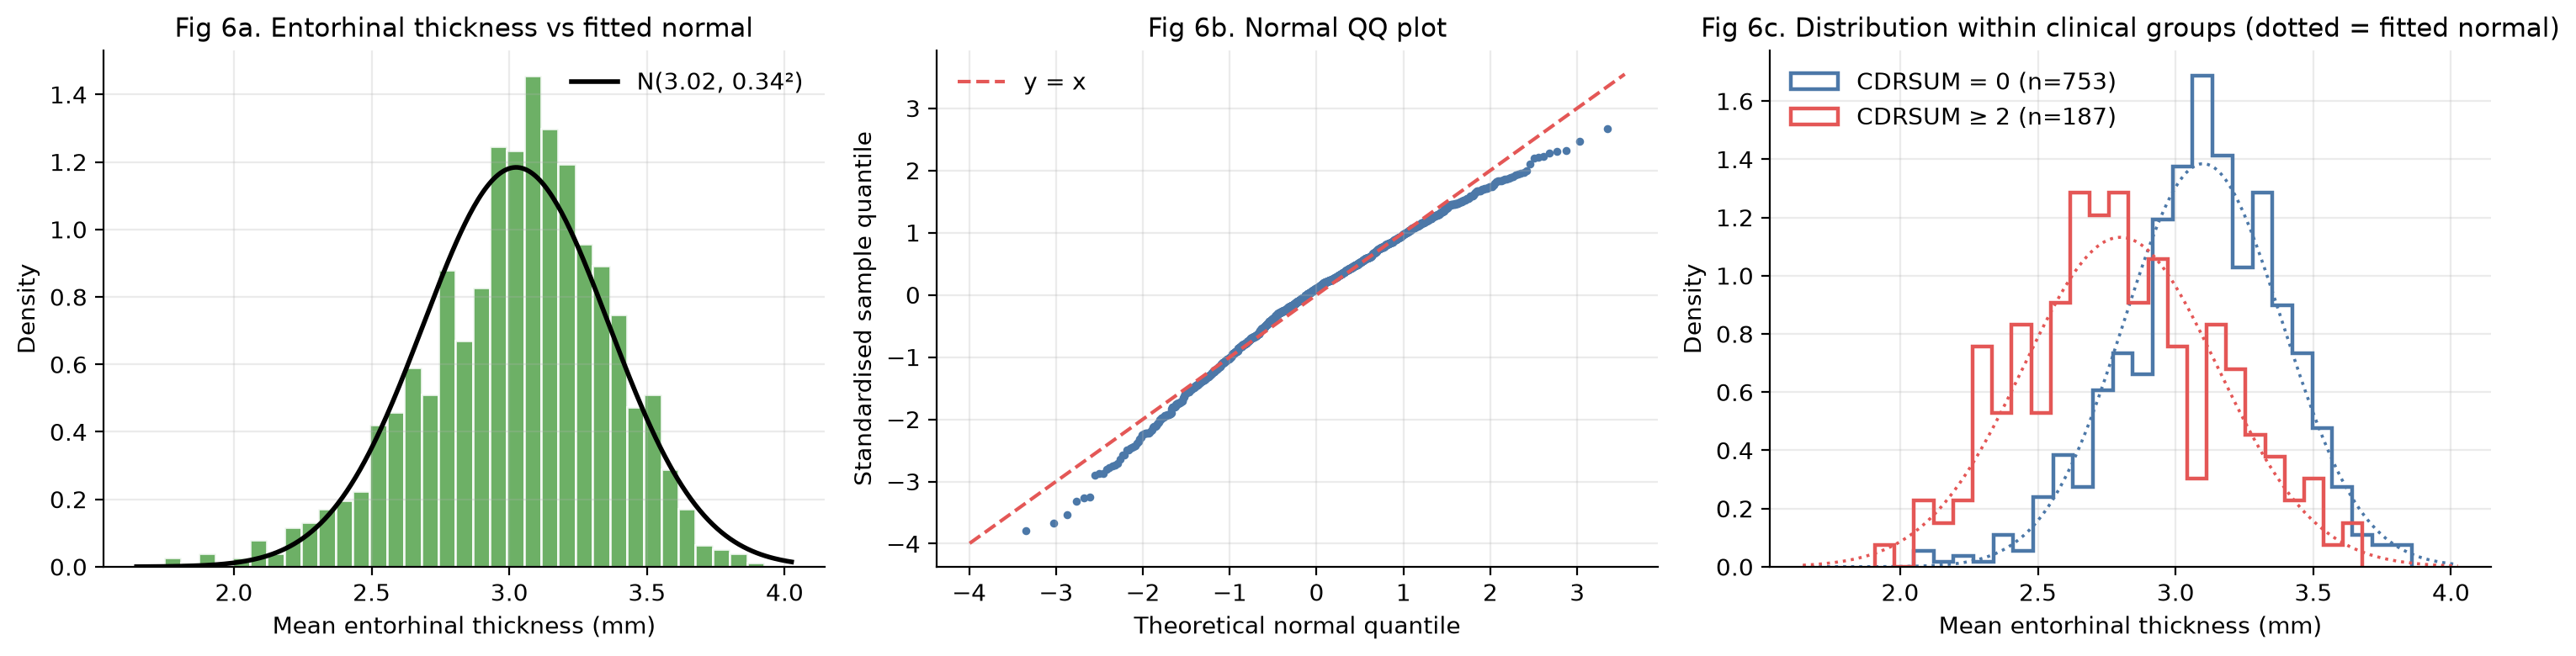 Fig 6a. Entorhinal thickness vs fitted normal
N(3.02, 0.34²)
Density
1.4
1.2
1.0
0.8
0.6
0.4
0.2
0.0
2.0 2.5 3.0 3.5 4.0
Mean entorhinal thickness (mm)
Fig 6b. Normal QQ plot
y = x
Standardised sample quantile
3
2
1
0
−1
−2
−3
−4
−4 −3 −2 −1 0 1 2 3
Theoretical normal quantile
Fig 6c. Distribution within clinical groups (dotted = fitted normal)
CDRSUM = 0 (n=753)
CDRSUM ≥ 2 (n=187)
Density
1.6
1.4
1.2
1.0
0.8
0.6
0.4
0.2
0.0
2.0 2.5 3.0 3.5 4.0
Mean entorhinal thickness (mm)